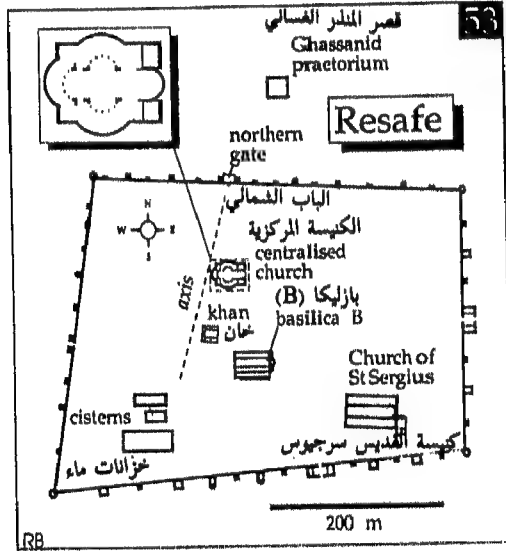 53
قصر المنذر الغساني
Ghassanid
praetorium
Resafe
northern
gate
الباب الشمالي
N
W
S
الكنيسة المركزية
centralised
church
axis
بازليكا (B)
basilica B
khan
خان
Church of
St Sergius
كنيسة القديس سرجيوس
cisterns
خزانات ماء
200 m
RB